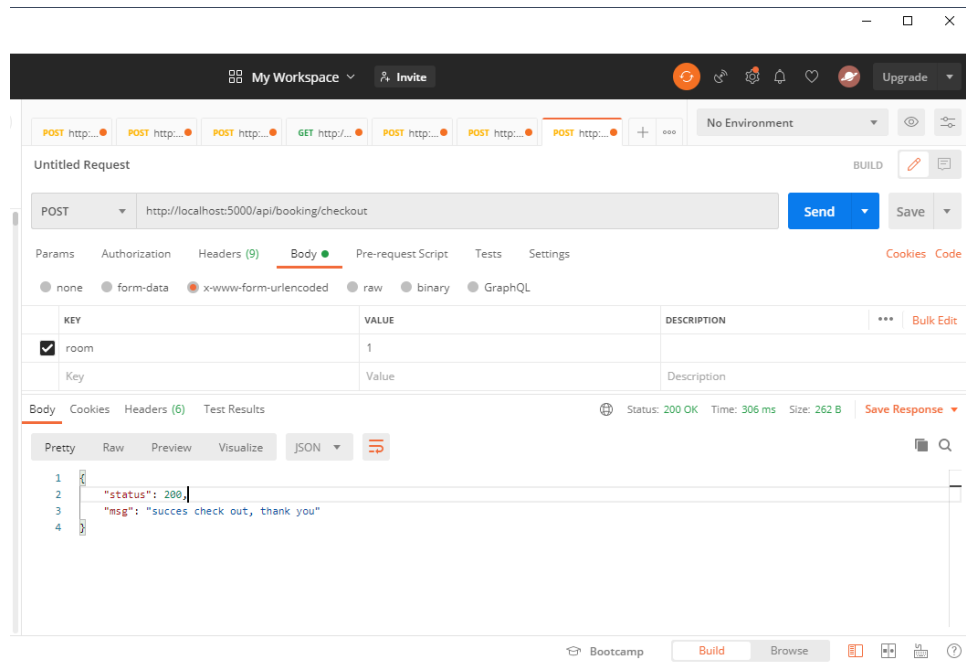 My Workspace Invite Upgrade
POST http:... POST http:... POST http:... GET http:/... POST http:... POST http:... POST http:... No Environment
Untitled Request BUILD
POST http://localhost:5000/api/booking/checkout Send Save
Params Authorization Headers (9) Body Pre-request Script Tests Settings Cookies Code
none form-data x-www-form-urlencoded raw binary GraphQL
KEY VALUE DESCRIPTION ••• Bulk Edit
room 1
Key Value Description
Body Cookies Headers (6) Test Results Status: 200 OK Time: 306 ms Size: 262 B Save Response
Pretty Raw Preview Visualize JSON
1 {
2 "status": 200,
3 "msg": "succes check out, thank you"
4 }
Bootcamp Build Browse